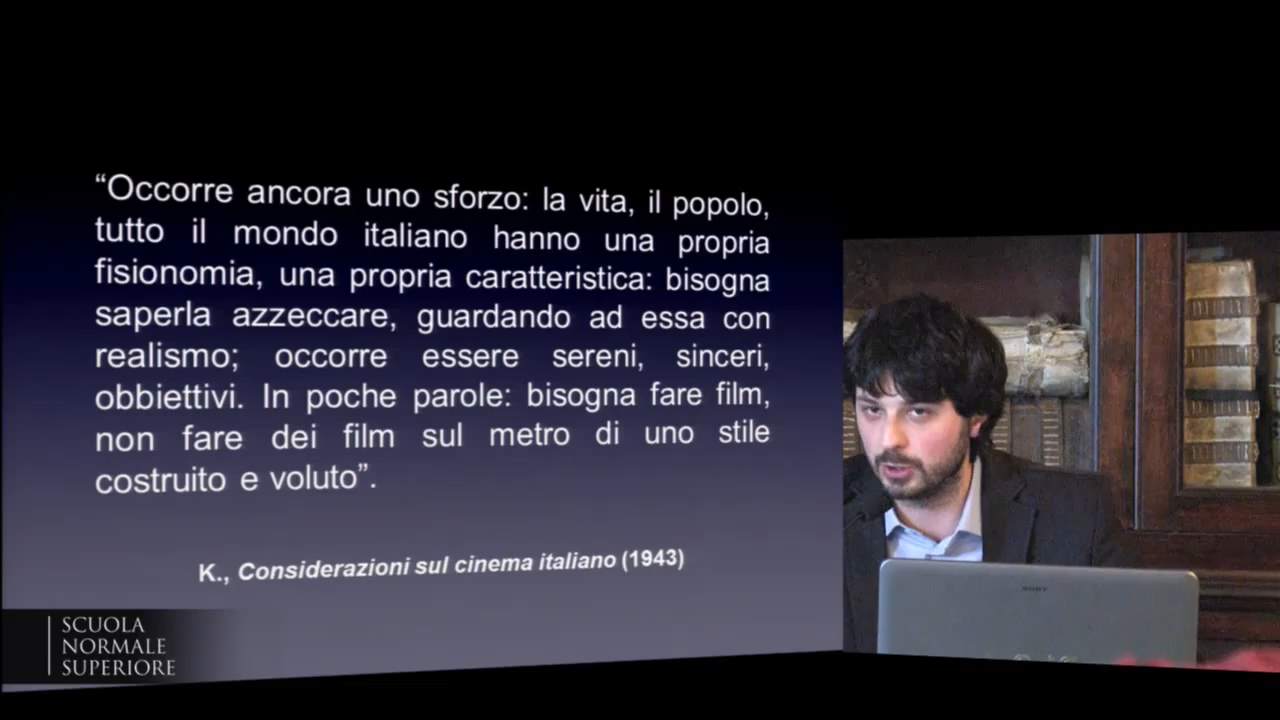 “Occorre ancora uno sforzo: la vita, il popolo,
tutto il mondo italiano hanno una propria
fisionomia, una propria caratteristica: bisogna
saperla azzeccare, guardando ad essa con
realismo; occorre essere sereni, sinceri,
obbiettivi. In poche parole: bisogna fare film,
non fare dei film sul metro di uno stile
costruito e voluto”.
K., Considerazioni sul cinema italiano (1943)
SCUOLA
NORMALE
SUPERIORE
SONY